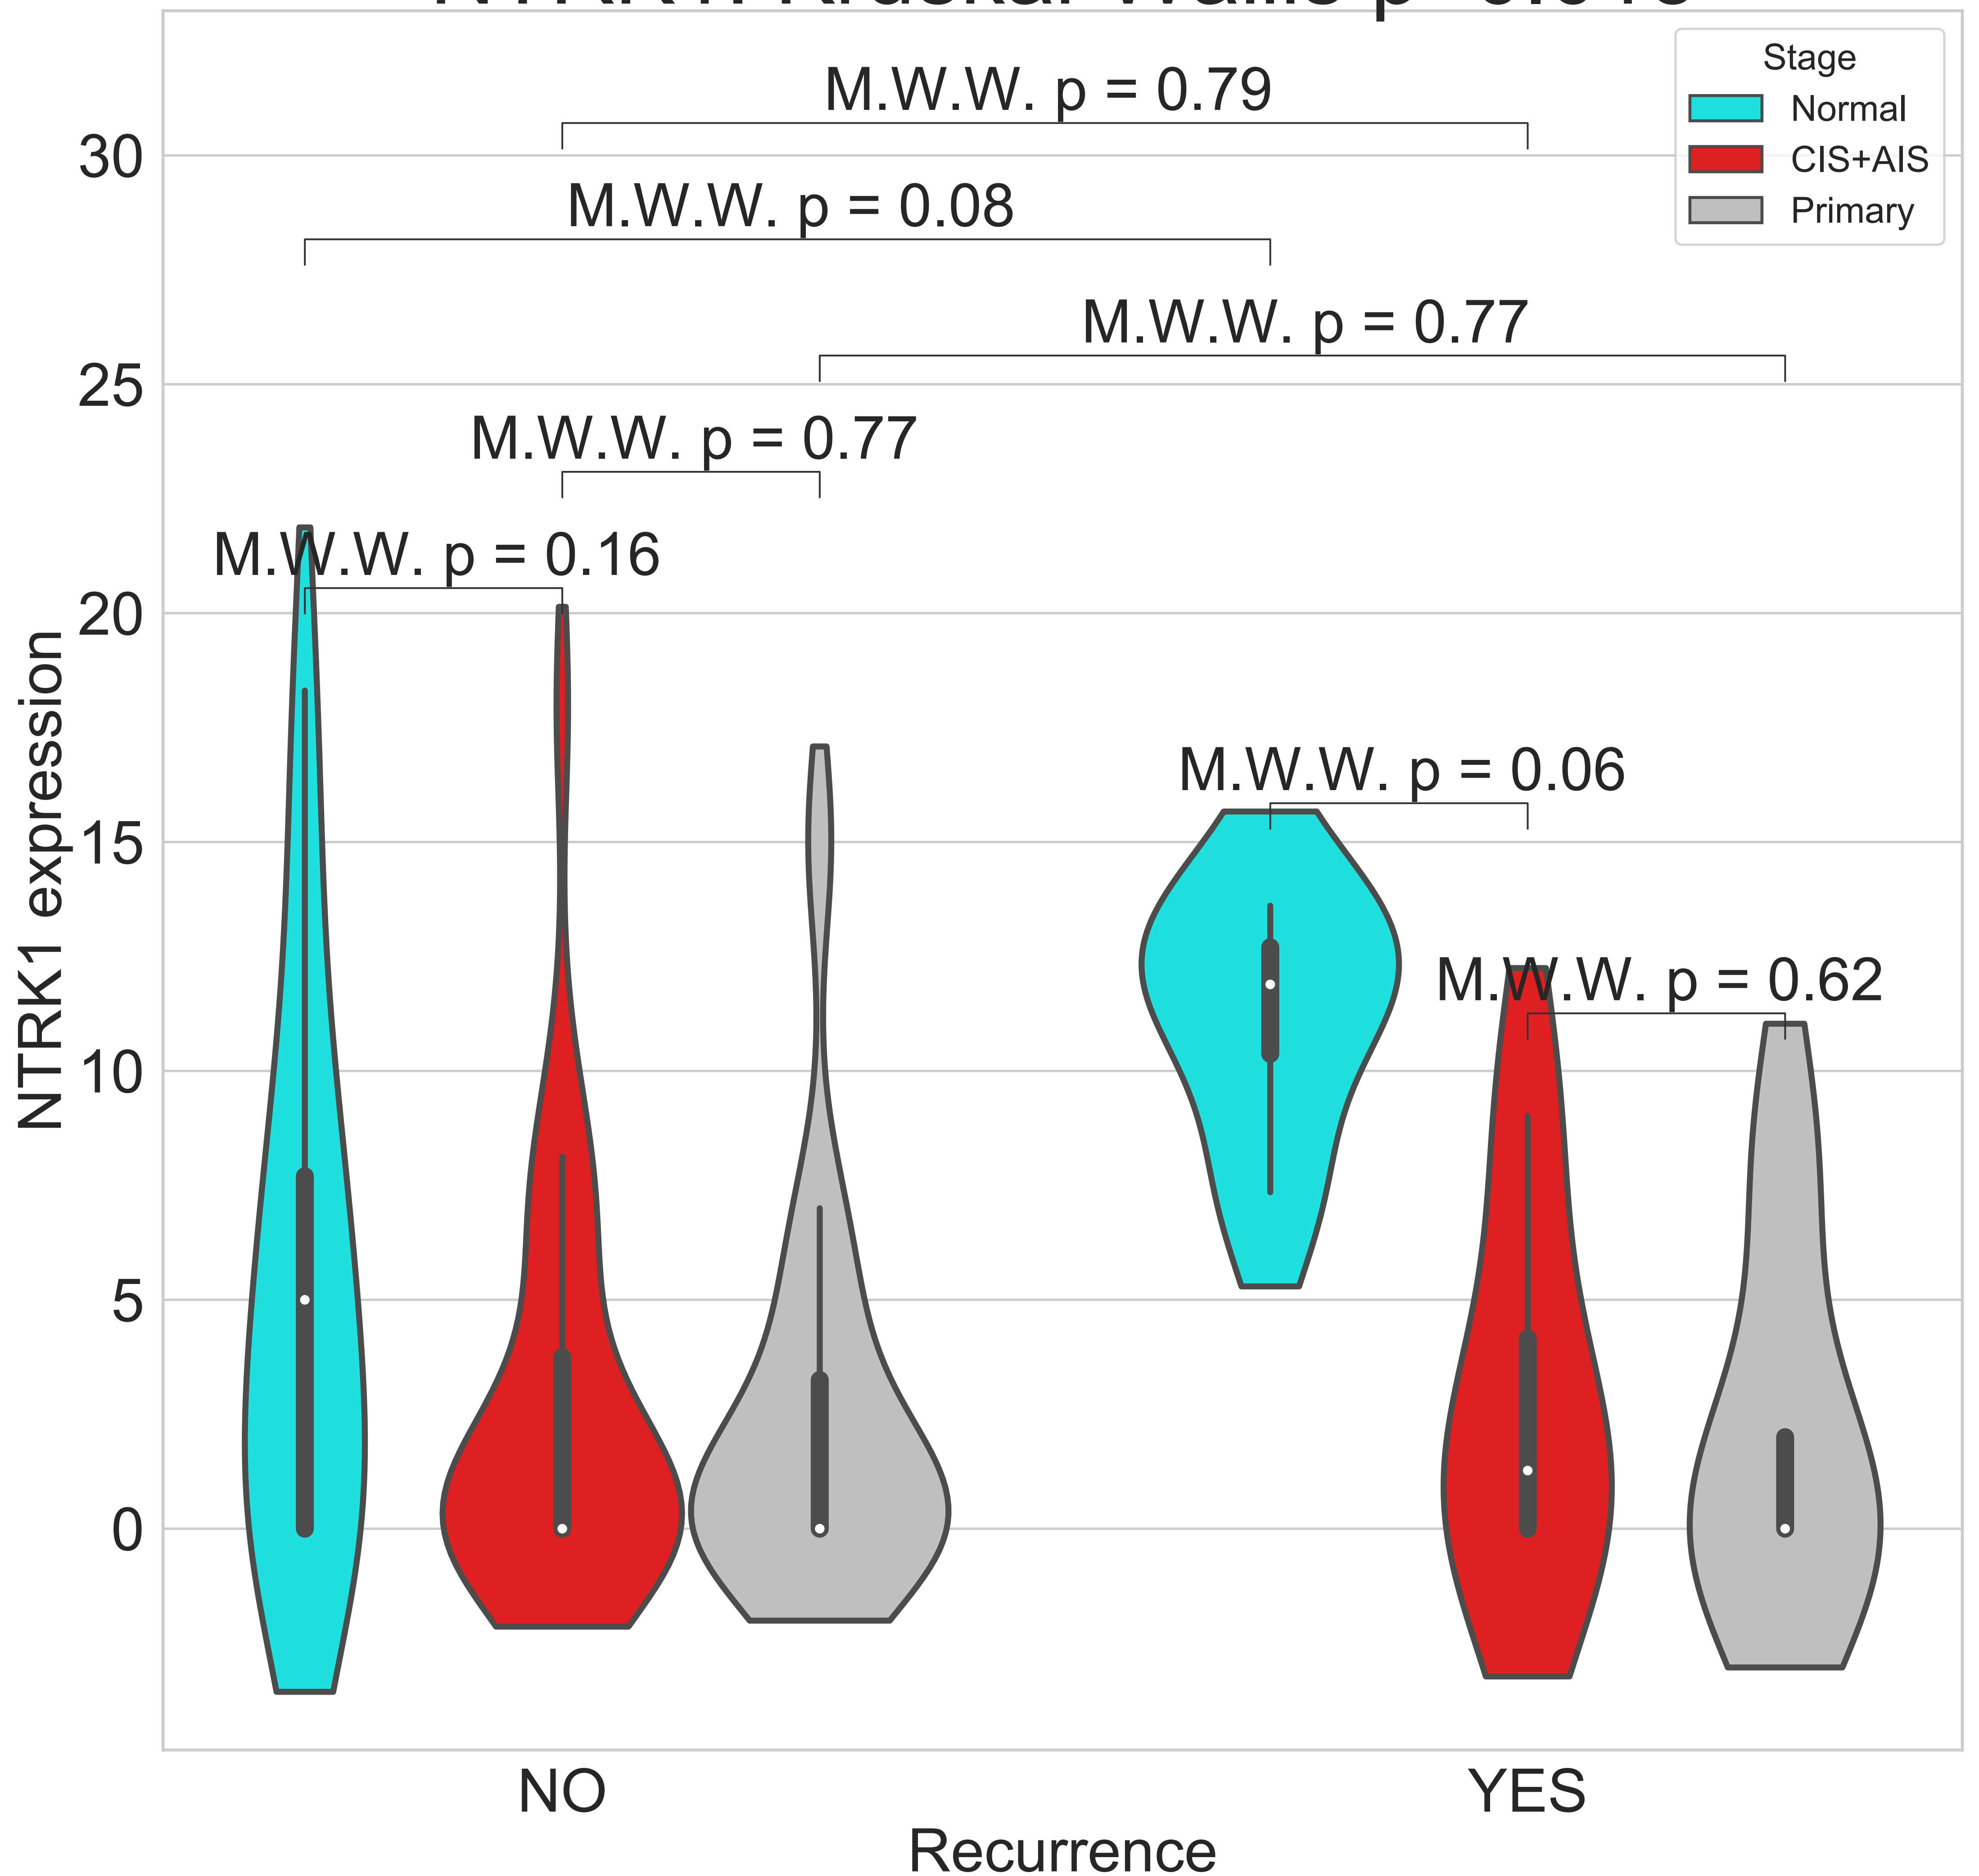 Stage
Normal
CIS+AIS
Primary
M.W.W. p = 0.79
M.W.W. p = 0.08
M.W.W. p = 0.77
M.W.W. p = 0.77
M.W.W. p = 0.16
M.W.W. p = 0.06
M.W.W. p = 0.62
30
25
20
15
10
5
0
NTRK1 expression
NO
YES
Recurrence